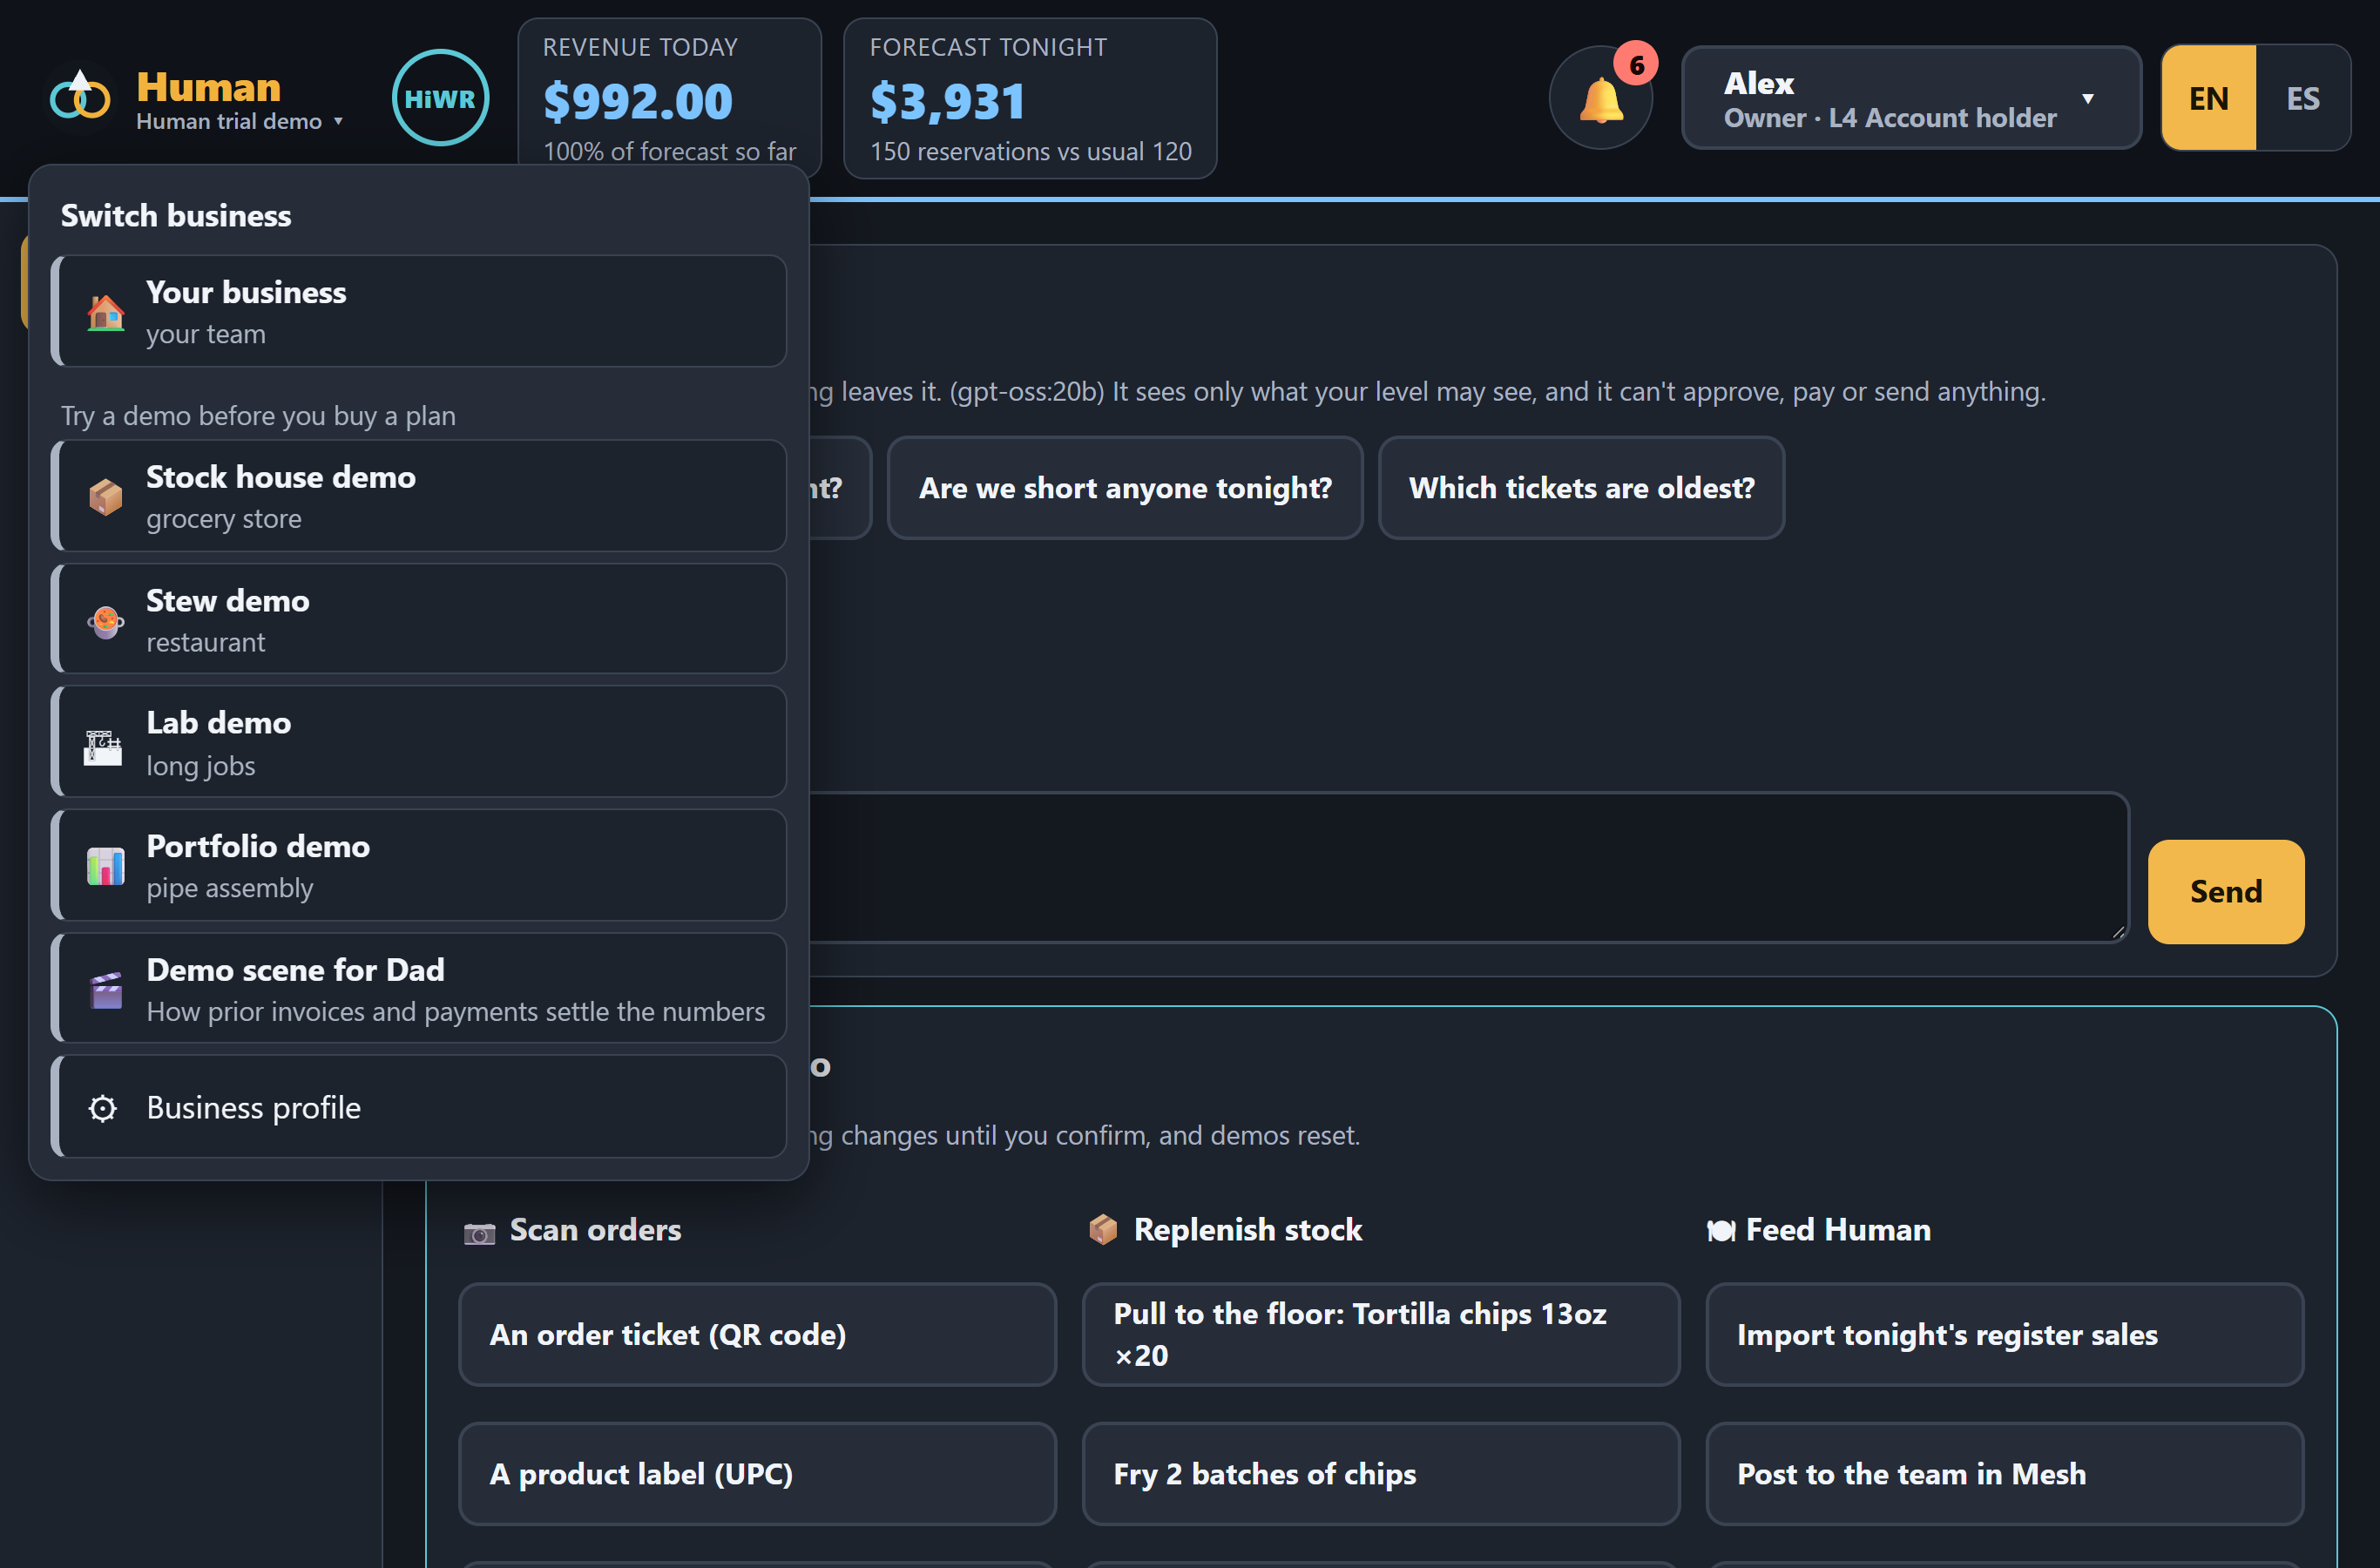 Human
Human trial demo
HiWR
REVENUE TODAY
$992.00
100% of forecast so far
FORECAST TONIGHT
$3,931
150 reservations vs usual 120
6
Alex
Owner · L4 Account holder
EN
ES
Switch business
Your business
your team
Try a demo before you buy a plan
Stock house demo
grocery store
Stew demo
restaurant
Lab demo
long jobs
Portfolio demo
pipe assembly
Demo scene for Dad
How prior invoices and payments settle the numbers
Business profile
leaves it. (gpt-oss:20b) It sees only what your level may see, and it can't approve, pay or send anything.
Are we short anyone tonight?
Which tickets are oldest?
Send
changes until you confirm, and demos reset.
Scan orders
Replenish stock
Feed Human
An order ticket (QR code)
Pull to the floor: Tortilla chips 13oz
×20
Import tonight's register sales
A product label (UPC)
Fry 2 batches of chips
Post to the team in Mesh